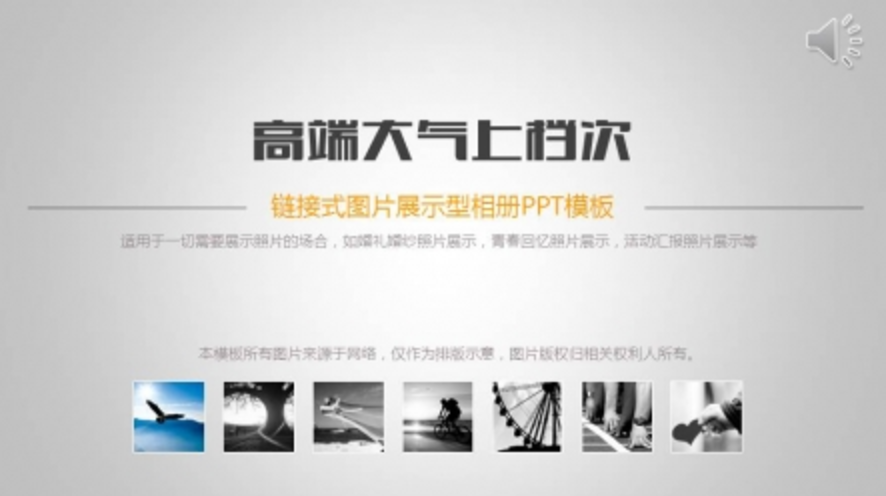 高端大气上档次
链接式图片展示型相册PPT模板
适用于一切需要展示照片的场合，如婚礼婚纱照片展示，青春回忆照片展示，活动汇报照片展示等
本模板所有图片来源于网络，仅作为排版示意，图片版权归相关权利人所有。